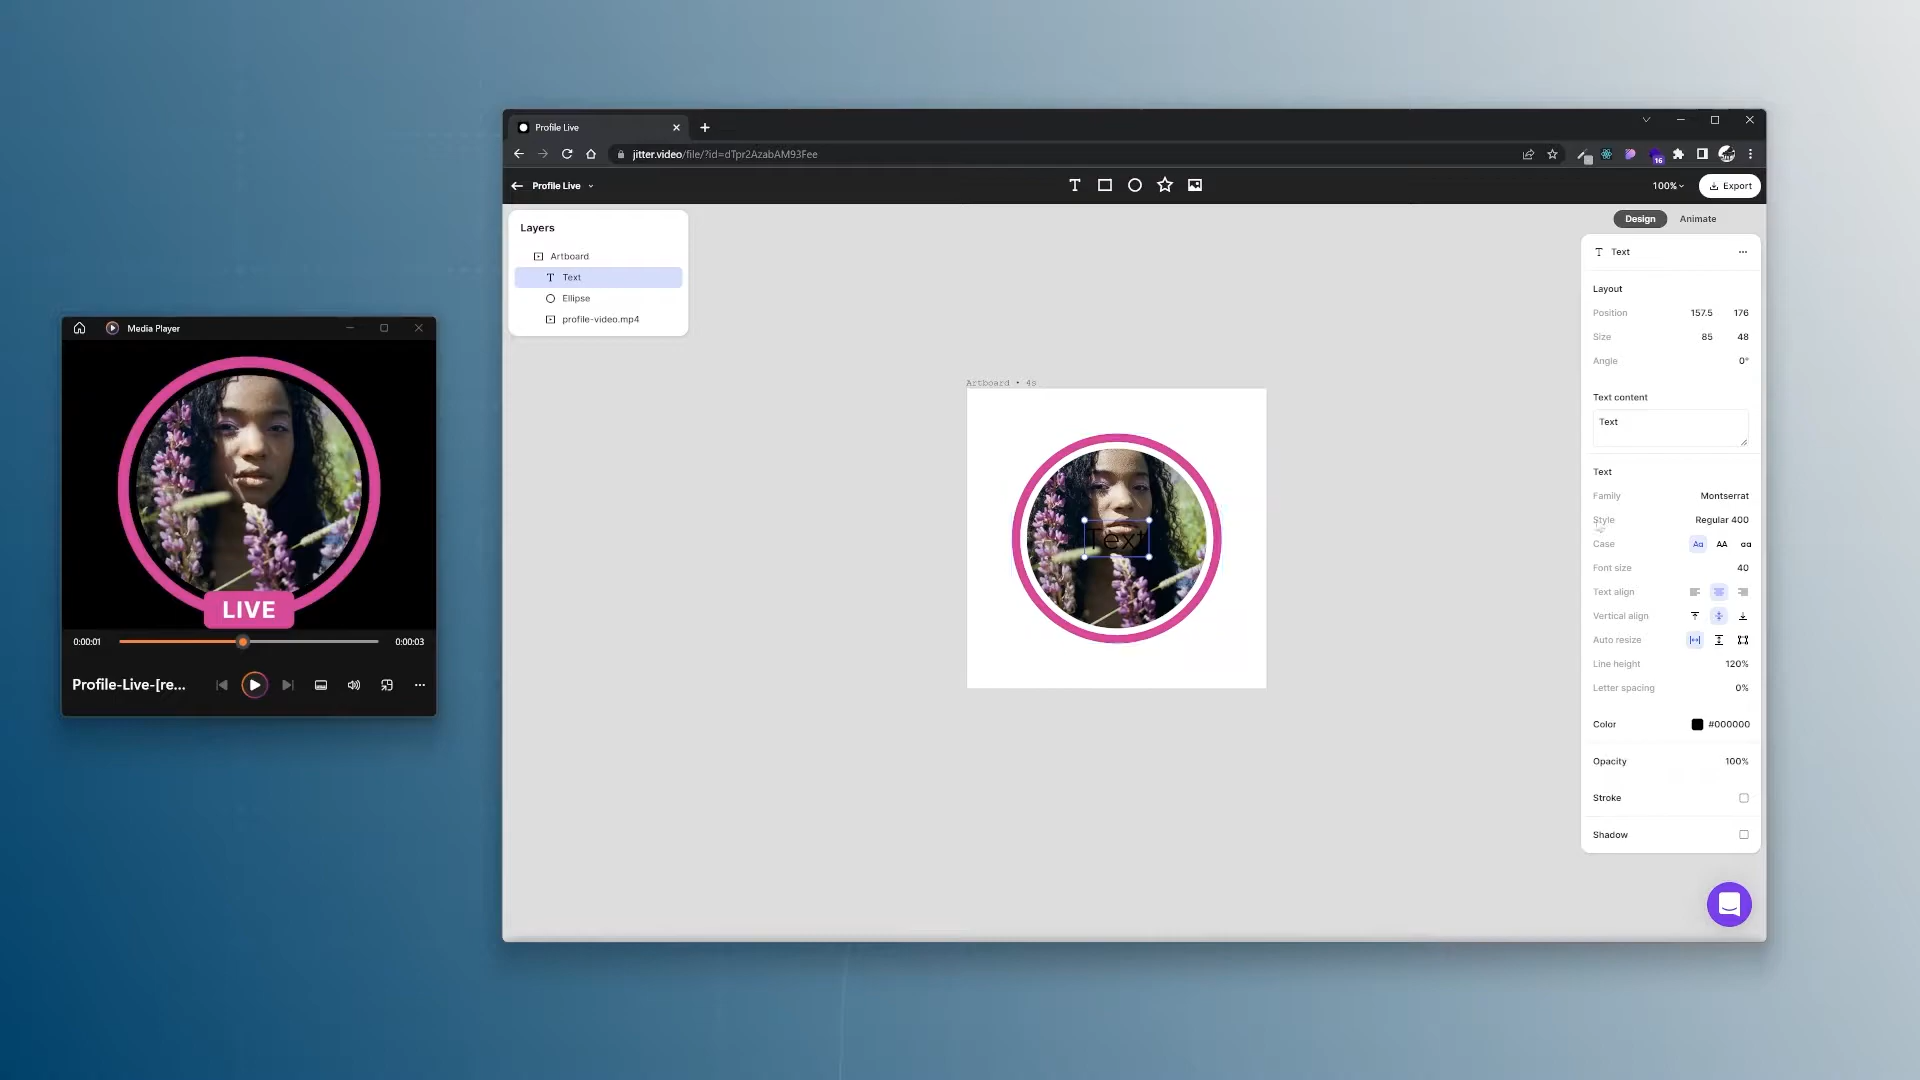 Profile Live
jitter.video/file/?id=dTpr2AzabAM93Fee
16
Profile Live
100%
Export
Layers
Artboard
Text
Ellipse
profile-video.mp4
Design
Animate
Text
Layout
Position 157.5 176
Size 85 48
Angle 0°
Text content
Text
Text
Family Montserrat
Style Regular 400
Case Aa AA aa
Font size 40
Text align
Vertical align
Auto resize
Line height 120%
Letter spacing 0%
Color #000000
Opacity 100%
Stroke
Shadow
Artboard • 4s
Text
Media Player
LIVE
0:00:01
0:00:03
Profile-Live-[re...